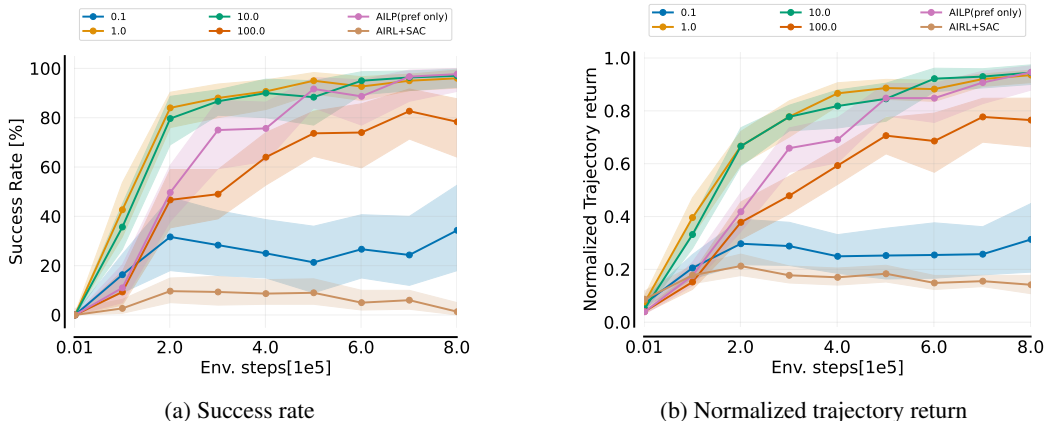 0.1 10.0 AILP(pref only)
1.0 100.0 AIRL+SAC
100
80
60
40
20
0
Success Rate [%]
0.01 2.0 4.0 6.0 8.0
Env. steps[1e5]
(a) Success rate
0.1 10.0 AILP(pref only)
1.0 100.0 AIRL+SAC
1.0
0.8
0.6
0.4
0.2
0.0
Normalized Trajectory return
0.01 2.0 4.0 6.0 8.0
Env. steps[1e5]
(b) Normalized trajectory return